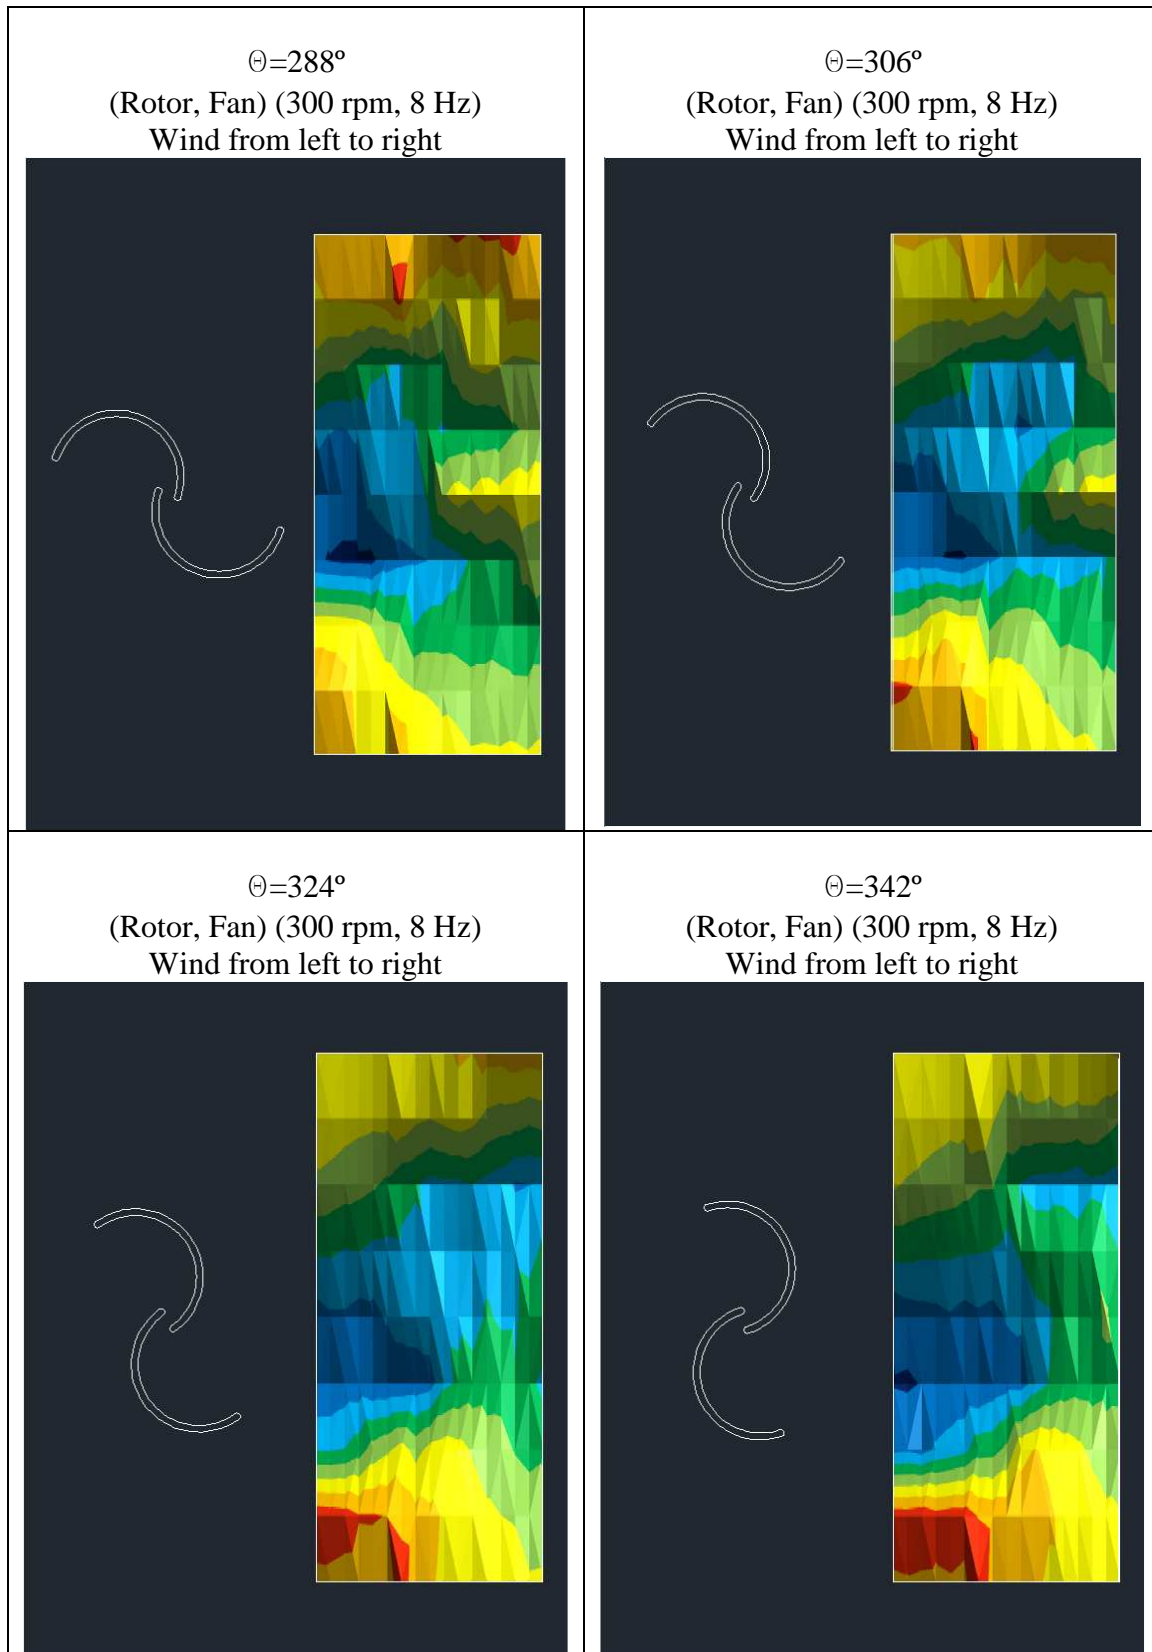 Θ=288º
(Rotor, Fan) (300 rpm, 8 Hz)
Wind from left to right
Θ=306º
(Rotor, Fan) (300 rpm, 8 Hz)
Wind from left to right
Θ=324º
(Rotor, Fan) (300 rpm, 8 Hz)
Wind from left to right
Θ=342º
(Rotor, Fan) (300 rpm, 8 Hz)
Wind from left to right